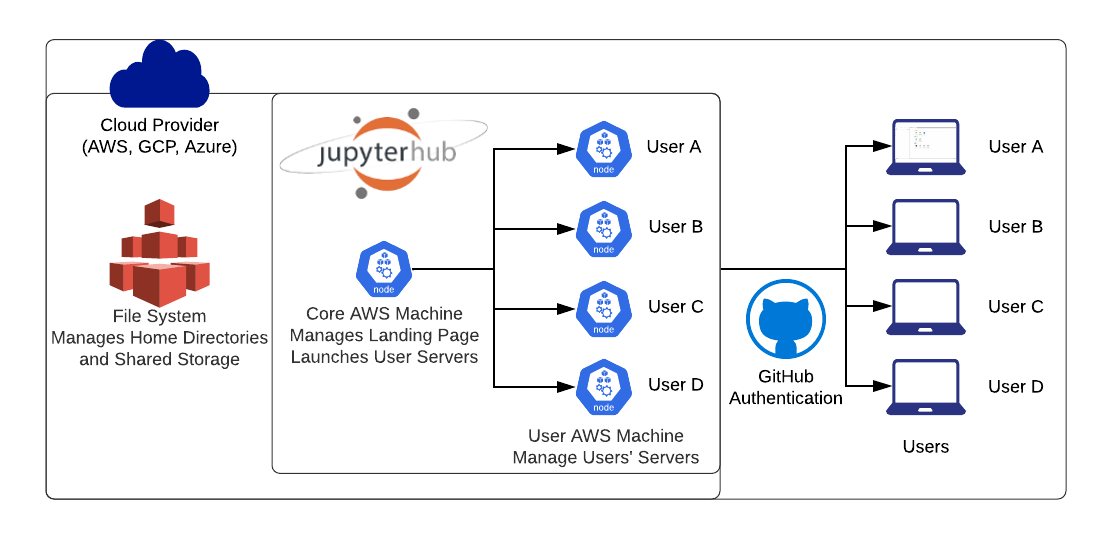 Cloud Provider
(AWS, GCP, Azure)
File System
Manages Home Directories
and Shared Storage
jupyterhub
node
Core AWS Machine
Manages Landing Page
Launches User Servers
node
User A
node
User B
node
User C
node
User D
User AWS Machine
Manage Users' Servers
GitHub
Authentication
User A
User B
User C
User D
Users